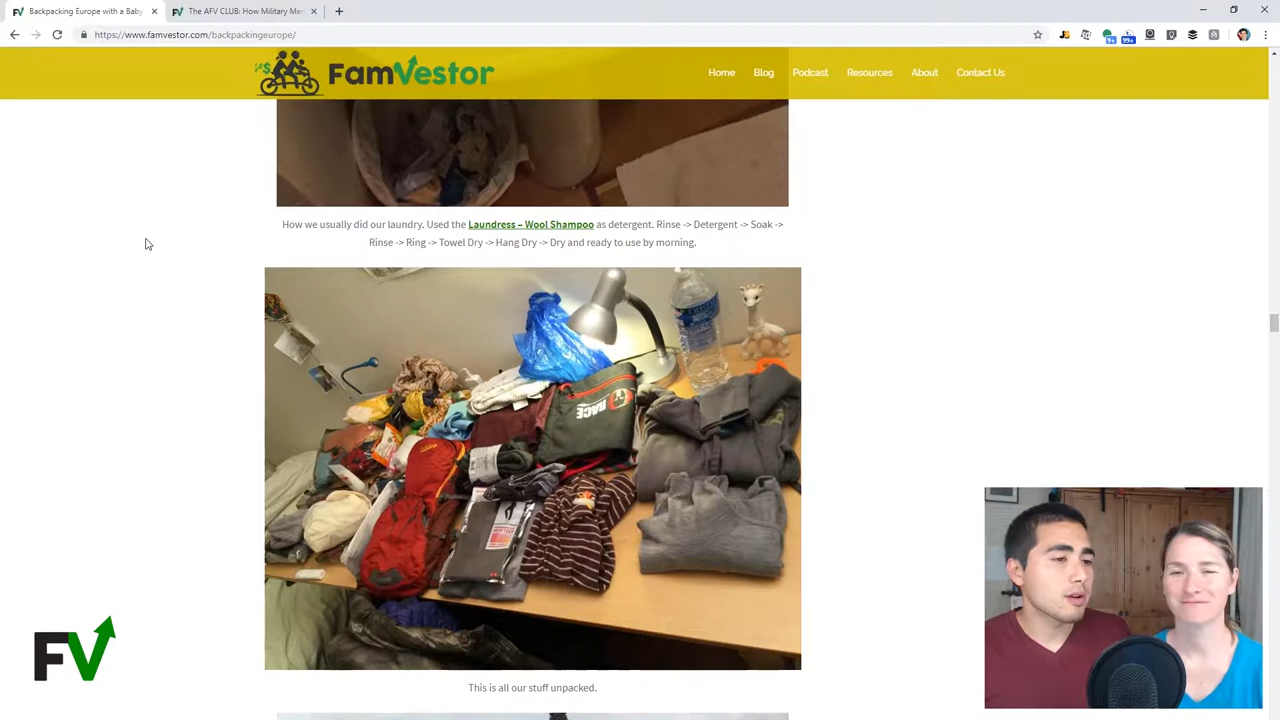 Backpacking Europe with a Baby
The AFV CLUB: How Military Me
https://www.famvestor.com/backpackingeurope/
9+
99+
FamVestor
Home
Blog
Podcast
Resources
About
Contact Us
How we usually did our laundry. Used the Laundress – Wool Shampoo as detergent. Rinse -> Detergent -> Soak ->
Rinse -> Ring -> Towel Dry -> Hang Dry -> Dry and ready to use by morning.
RACE
This is all our stuff unpacked.
FV